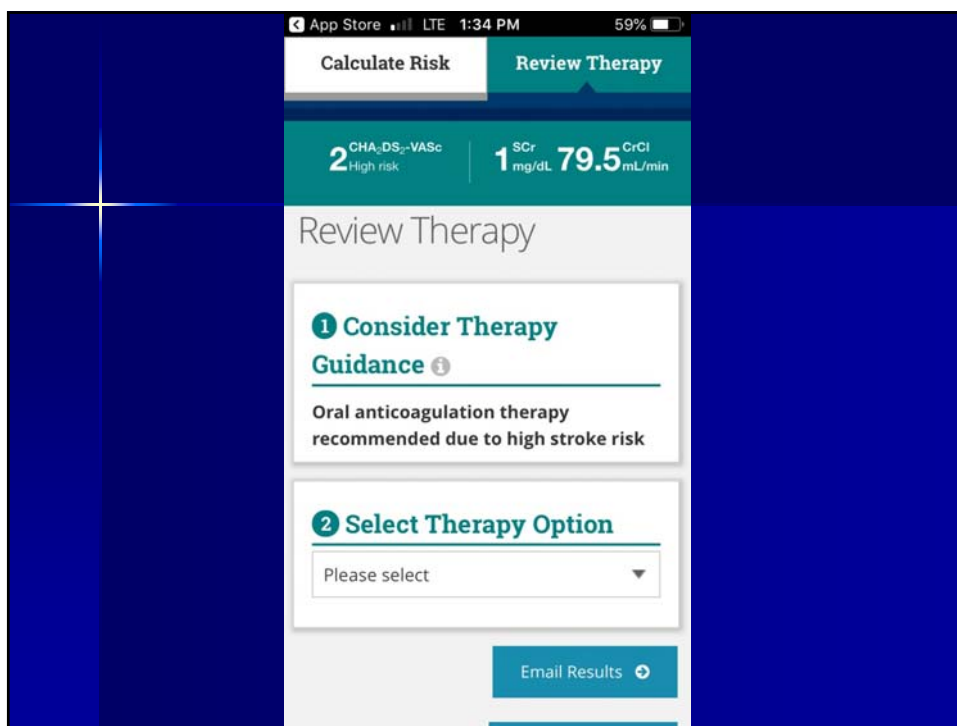 App Store LTE 1:34 PM 59%
Calculate Risk Review Therapy
2 CHA₂DS₂-VASc High risk 1 SCr mg/dL 79.5 CrCl mL/min
Review Therapy
1 Consider Therapy
Guidance
Oral anticoagulation therapy
recommended due to high stroke risk
2 Select Therapy Option
Please select
Email Results